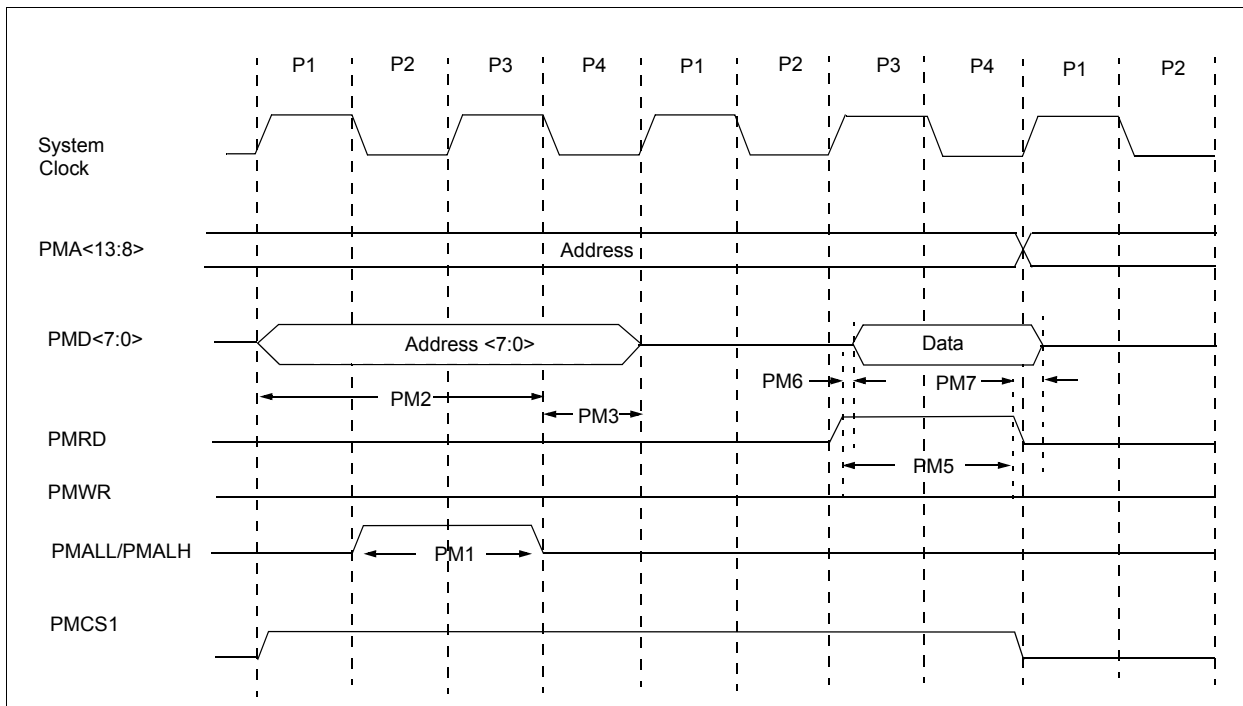 P1 P2 P3 P4 P1 P2 P3 P4 P1 P2
System
Clock
PMA<13:8>
Address
PMD<7:0>
Address <7:0>
Data
PM6
PM7
PM2
PM3
PMRD
PM5
PMWR
PMALL/PMALH
PM1
PMCS1